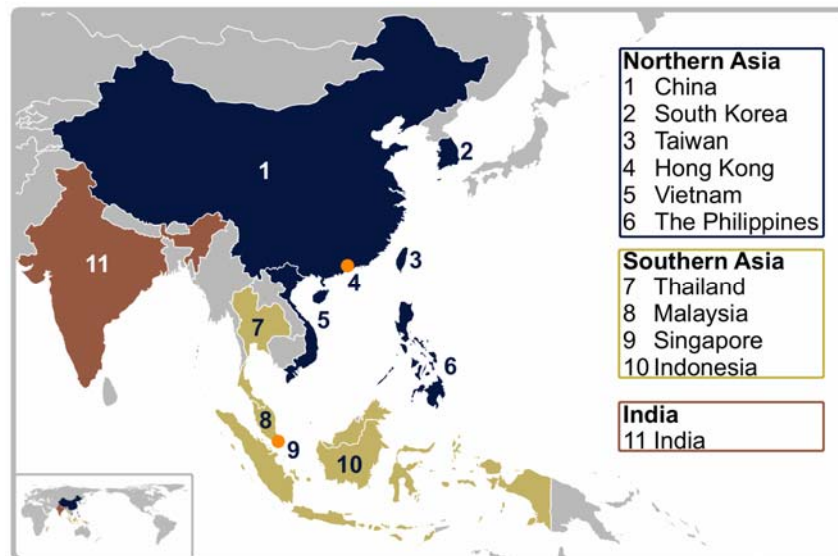 Northern Asia
1 China
2 South Korea
3 Taiwan
4 Hong Kong
5 Vietnam
6 The Philippines
Southern Asia
7 Thailand
8 Malaysia
9 Singapore
10 Indonesia
India
11 India
1
2
3
4
5
6
7
8
9
10
11